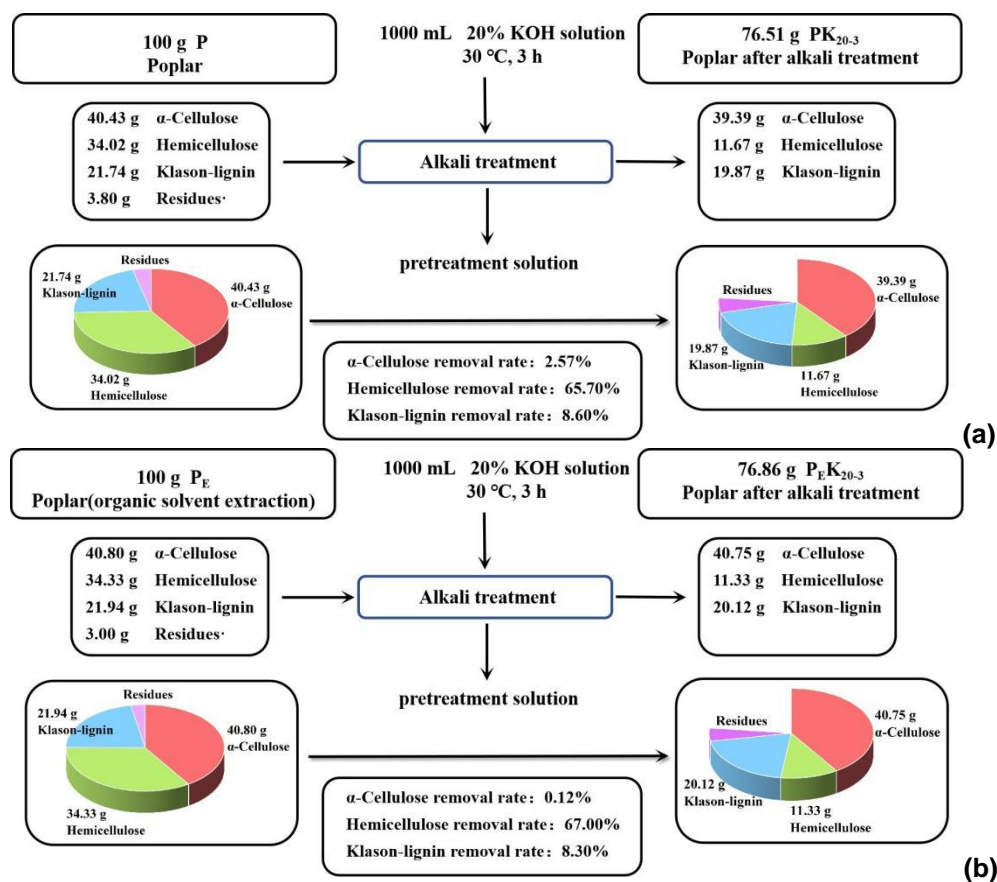 100 g P
Poplar
1000 mL 20% KOH solution
30 ℃, 3 h
76.51 g PK20-3
Poplar after alkali treatment
40.43 g α-Cellulose
34.02 g Hemicellulose
21.74 g Klason-lignin
3.80 g Residues·
Alkali treatment
39.39 g α-Cellulose
11.67 g Hemicellulose
19.87 g Klason-lignin
pretreatment solution
Residues
21.74 g
Klason-lignin
40.43 g
α-Cellulose
34.02 g
Hemicellulose
α-Cellulose removal rate：2.57%
Hemicellulose removal rate：65.70%
Klason-lignin removal rate：8.60%
Residues
39.39 g
α-Cellulose
19.87 g
Klason-lignin
11.67 g
Hemicellulose
(a)
100 g PE
Poplar(organic solvent extraction)
1000 mL 20% KOH solution
30 ℃, 3 h
76.86 g PEK20-3
Poplar after alkali treatment
40.80 g α-Cellulose
34.33 g Hemicellulose
21.94 g Klason-lignin
3.00 g Residues·
Alkali treatment
40.75 g α-Cellulose
11.33 g Hemicellulose
20.12 g Klason-lignin
pretreatment solution
Residues
21.94 g
Klason-lignin
40.80 g
α-Cellulose
34.33 g
Hemicellulose
α-Cellulose removal rate：0.12%
Hemicellulose removal rate：67.00%
Klason-lignin removal rate：8.30%
Residues
40.75 g
α-Cellulose
20.12 g
Klason-lignin
11.33 g
Hemicellulose
(b)